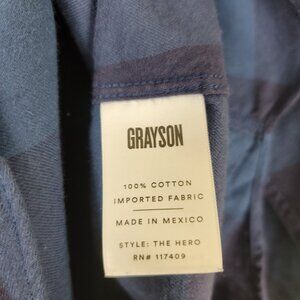 GRAYSON
100% COTTON
IMPORTED FABRIC
MADE IN MEXICO
STYLE: THE HERO
RN# 117409